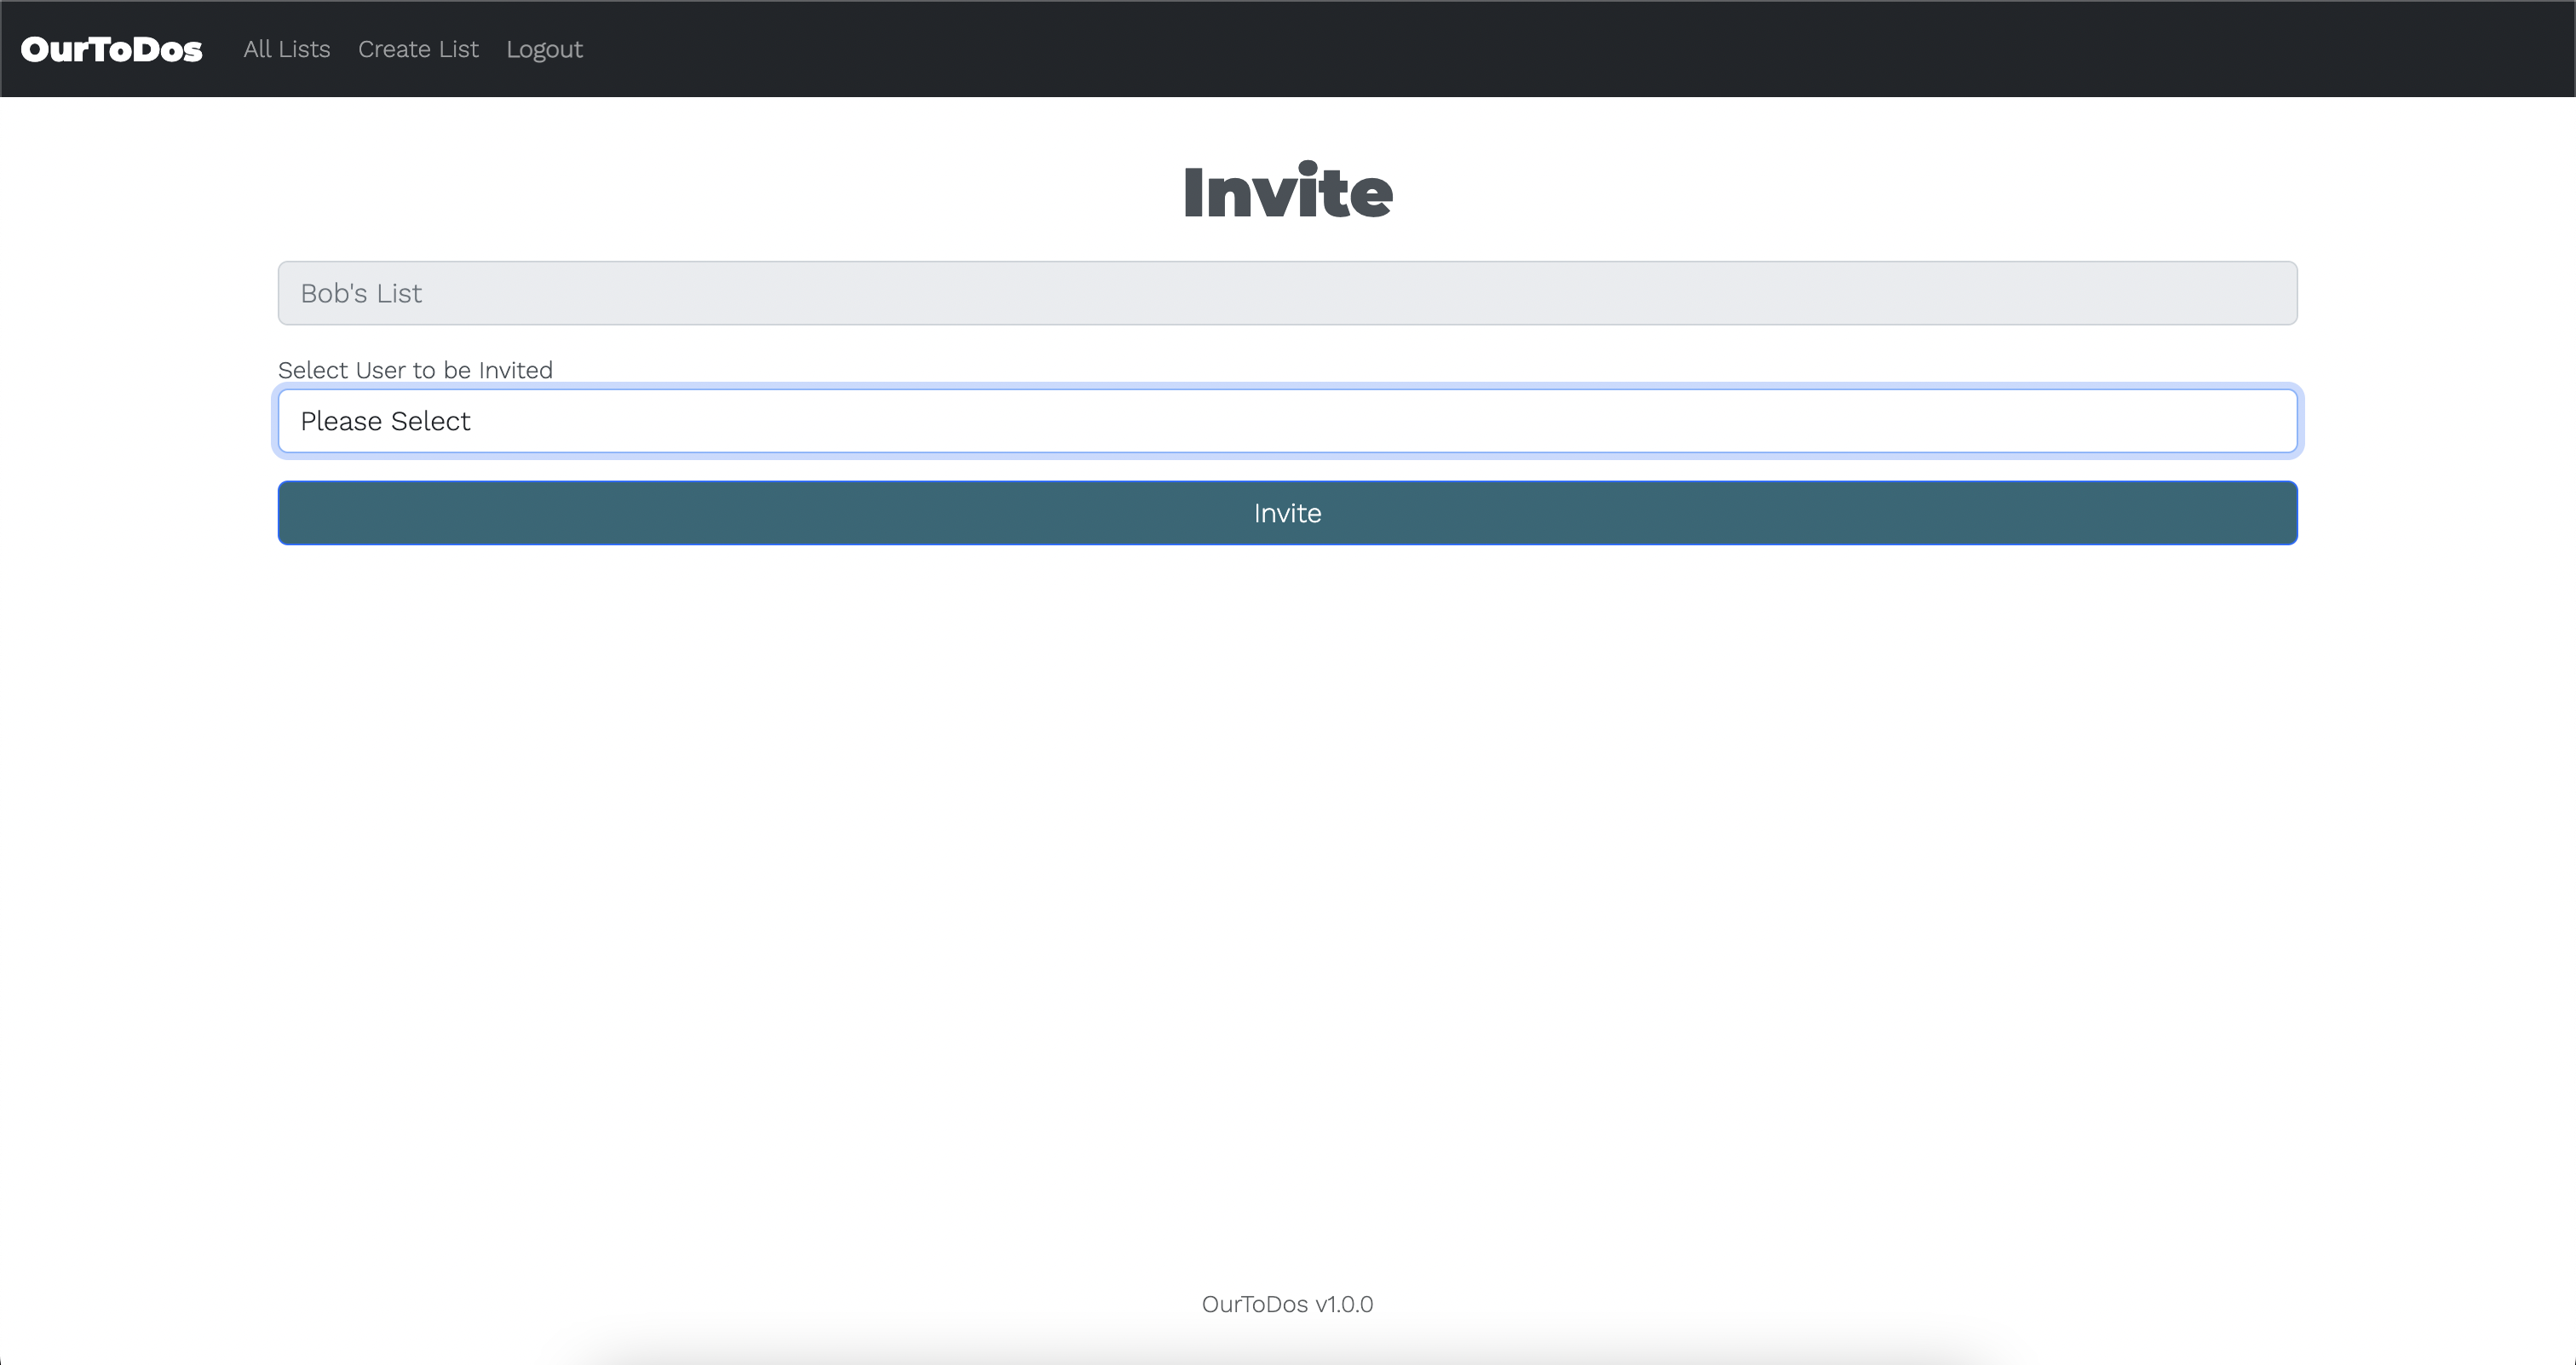 OurToDos All Lists Create List Logout
Invite
Bob's List
Select User to be Invited
Please Select
Invite
OurToDos v1.0.0